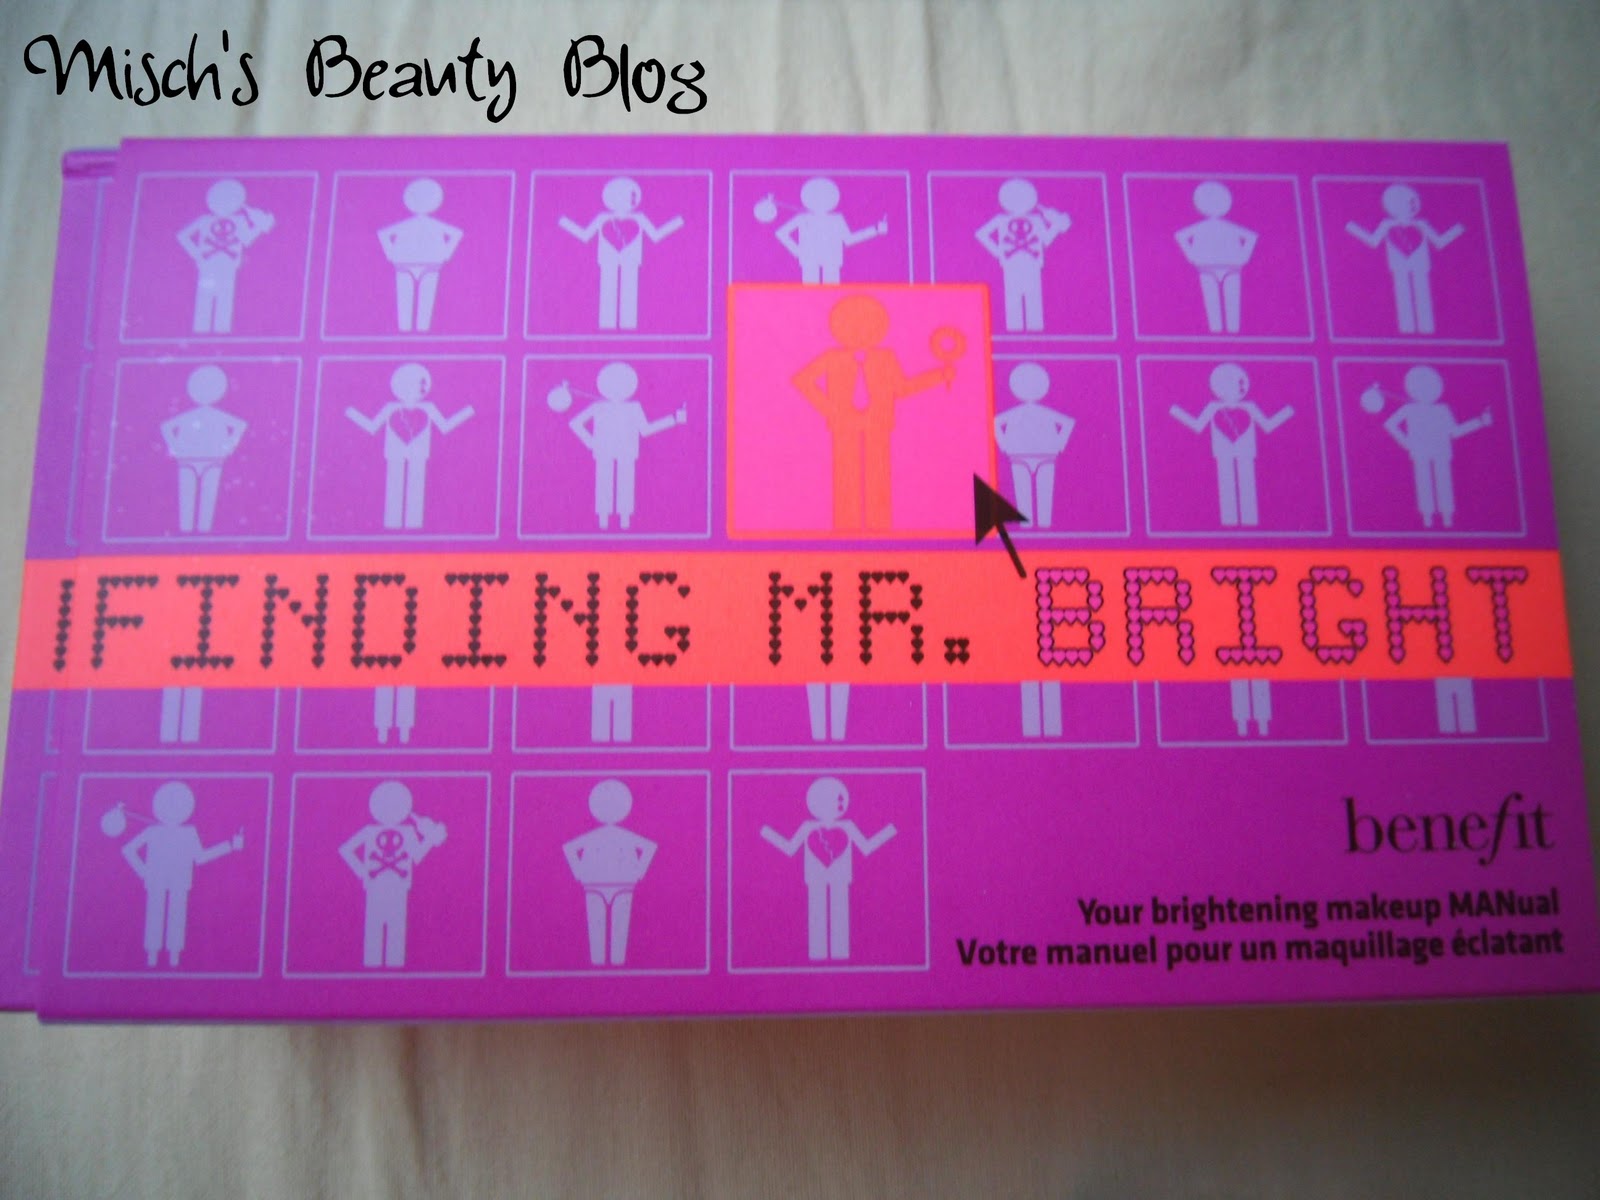 Misch's Beauty Blog
FINDING MR. BRIGHT
benefit
Your brightening makeup MANual
Votre manuel pour un maquillage éclatant